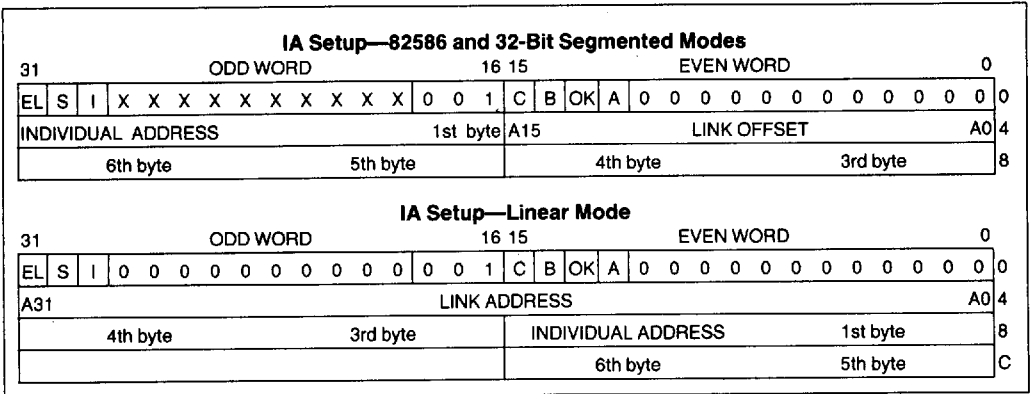 IA Setup—82586 and 32-Bit Segmented Modes
31 ODD WORD 16 15 EVEN WORD 0
EL S I X X X X X X X X X X 0 0 1 C B OK A 0 0 0 0 0 0 0 0 0 0 0 0 0
INDIVIDUAL ADDRESS 1st byte A15 LINK OFFSET A0 4
6th byte 5th byte 4th byte 3rd byte 8
IA Setup—Linear Mode
31 ODD WORD 16 15 EVEN WORD 0
EL S I 0 0 0 0 0 0 0 0 0 0 0 0 1 C B OK A 0 0 0 0 0 0 0 0 0 0 0 0 0
A31 LINK ADDRESS A0 4
4th byte 3rd byte INDIVIDUAL ADDRESS 1st byte 8
6th byte 5th byte C